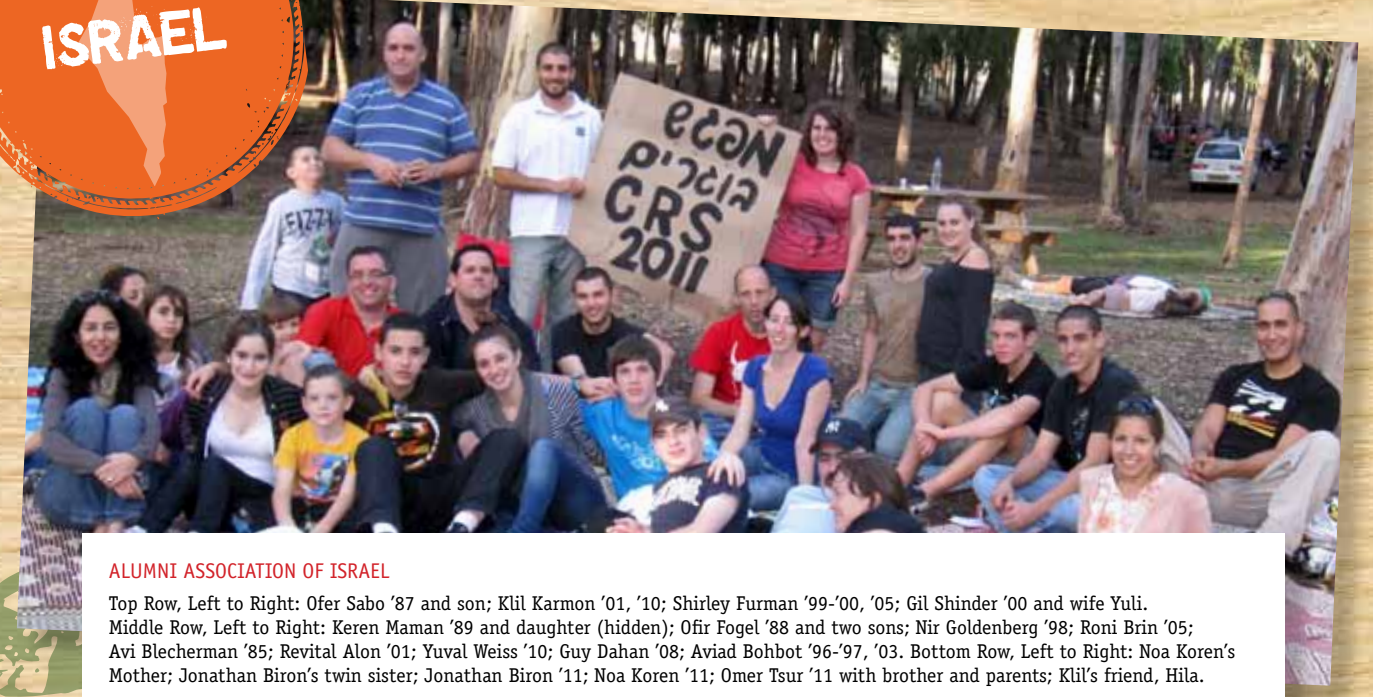 ISRAEL
מפגש
בוגרים
CRS
2011
NY
ALUMNI ASSOCIATION OF ISRAEL
Top Row, Left to Right: Ofer Sabo ’87 and son; Klil Karmon ’01, ’10; Shirley Furman ’99-’00, ’05; Gil Shinder ’00 and wife Yuli.
Middle Row, Left to Right: Keren Maman ’89 and daughter (hidden); Ofir Fogel ’88 and two sons; Nir Goldenberg ’98; Roni Brin ’05;
Avi Blecherman ’85; Revital Alon ’01; Yuval Weiss ’10; Guy Dahan ’08; Aviad Bohbot ’96-’97, ’03. Bottom Row, Left to Right: Noa Koren’s
Mother; Jonathan Biron’s twin sister; Jonathan Biron ’11; Noa Koren ’11; Omer Tsur ’11 with brother and parents; Klil’s friend, Hila.